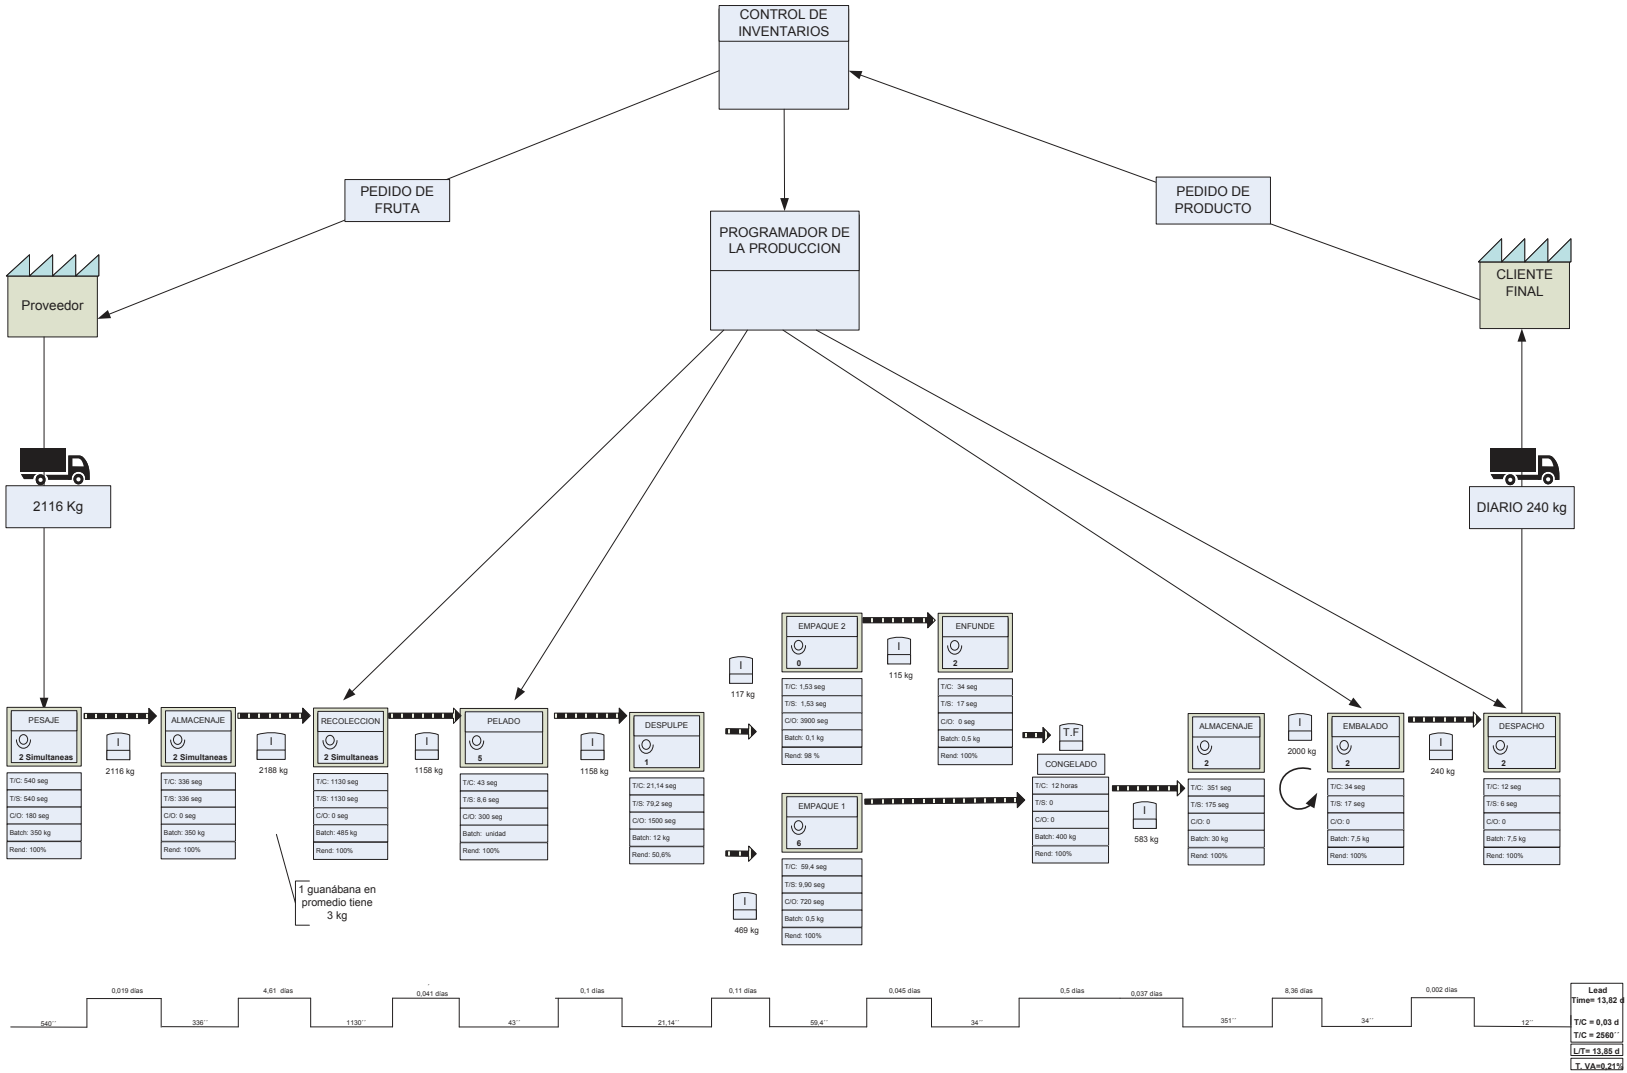 CONTROL DE
INVENTARIOS
PEDIDO DE
FRUTA
PEDIDO DE
PRODUCTO
PROGRAMADOR DE
LA PRODUCCION
Proveedor
CLIENTE
FINAL
2116 Kg
DIARIO 240 kg
PESAJE
2 Simultaneas
T/C: 540 seg
T/S: 540 seg
C/O: 180 seg
Batch: 350 kg
Rend: 100%
I
2116 kg
ALMACENAJE
2 Simultaneas
T/C: 336 seg
T/S: 336 seg
C/O: 0 seg
Batch: 350 kg
Rend: 100%
I
2188 kg
1 guanábana en
promedio tiene
3 kg
RECOLECCION
2 Simultaneas
T/C: 1130 seg
T/S: 1130 seg
C/O: 0 seg
Batch: 485 kg
Rend: 100%
I
1158 kg
PELADO
5
T/C: 43 seg
T/S: 8,6 seg
C/O: 300 seg
Batch: unidad
Rend: 100%
I
1158 kg
DESPULPE
1
T/C: 21,14 seg
T/S: 79,2 seg
C/O: 1500 seg
Batch: 12 kg
Rend: 50,6%
I
117 kg
EMPAQUE 2
0
T/C: 1,53 seg
T/S: 1,53 seg
C/O: 3900 seg
Batch: 0,1 kg
Rend: 98 %
I
115 kg
ENFUNDE
2
T/C: 34 seg
T/S: 17 seg
C/O: 0 seg
Batch: 0,5 kg
Rend: 100%
I
469 kg
EMPAQUE 1
6
T/C: 59,4 seg
T/S: 9,90 seg
C/O: 720 seg
Batch: 0,5 kg
Rend: 100%
T.F
CONGELADO
T/C: 12 horas
T/S: 0
C/O: 0
Batch: 400 kg
Rend: 100%
I
583 kg
ALMACENAJE
2
T/C: 351 seg
T/S: 175 seg
C/O: 0
Batch: 30 kg
Rend: 100%
I
2000 kg
EMBALADO
2
T/C: 34 seg
T/S: 17 seg
C/O: 0
Batch: 7,5 kg
Rend: 100%
I
240 kg
DESPACHO
2
T/C: 12 seg
T/S: 6 seg
C/O: 0
Batch: 7,5 kg
Rend: 100%
0,019 días
4,61 días
0,041 días
0,1 días
0,11 días
0,045 días
0,5 días
0,037 días
8,36 días
0,002 días
540´´
336´´
1130´´
43´´
21,14´´
59,4´´
34´´
351´´
34´´
12´´
Lead
Time= 13,82 d
T/C = 0,03 d
T/C = 2560´´
L/T= 13,85 d
T. VA=0,21%